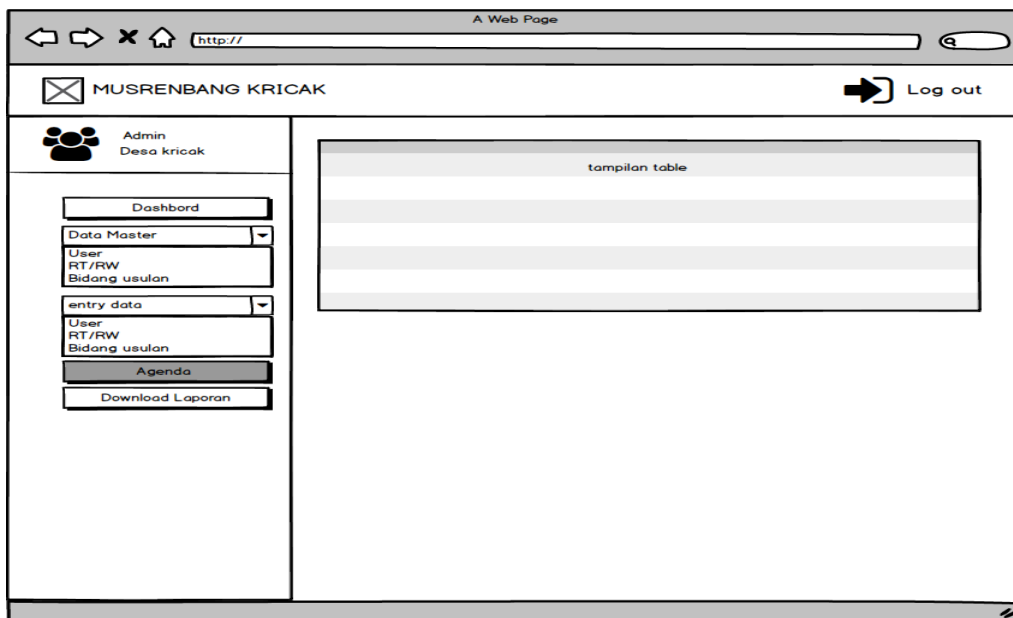 A Web Page
http://
MUSRENBANG KRICAK
Log out
Admin
Desa kricak
Dashbord
Data Master
User
RT/RW
Bidang usulan
entry data
User
RT/RW
Bidang usulan
Agenda
Download Laporan
tampilan table